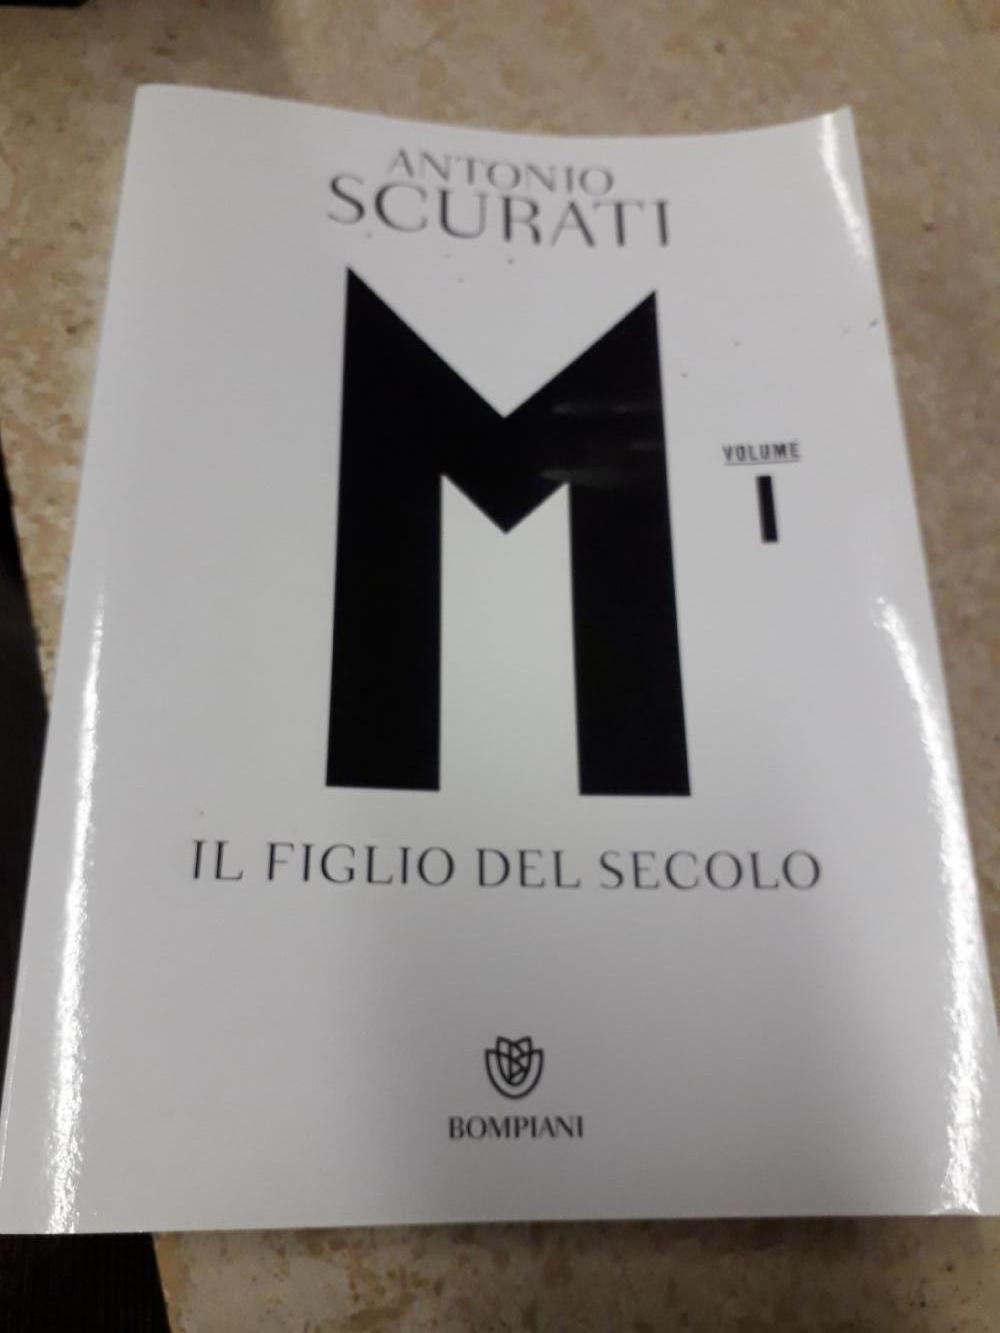 ANTONIO
SCURATI
M
VOLUME
I
IL FIGLIO DEL SECOLO
BOMPIANI